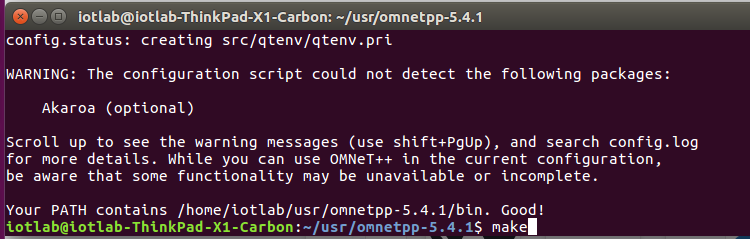 iotlab@iotlab-ThinkPad-X1-Carbon: ~/usr/omnetpp-5.4.1
config.status: creating src/qtenv/qtenv.pri
WARNING: The configuration script could not detect the following packages:
Akaroa (optional)
Scroll up to see the warning messages (use shift+PgUp), and search config.log
for more details. While you can use OMNeT++ in the current configuration,
be aware that some functionality may be unavailable or incomplete.
Your PATH contains /home/iotlab/usr/omnetpp-5.4.1/bin. Good!
iotlab@iotlab-ThinkPad-X1-Carbon:~/usr/omnetpp-5.4.1$ make